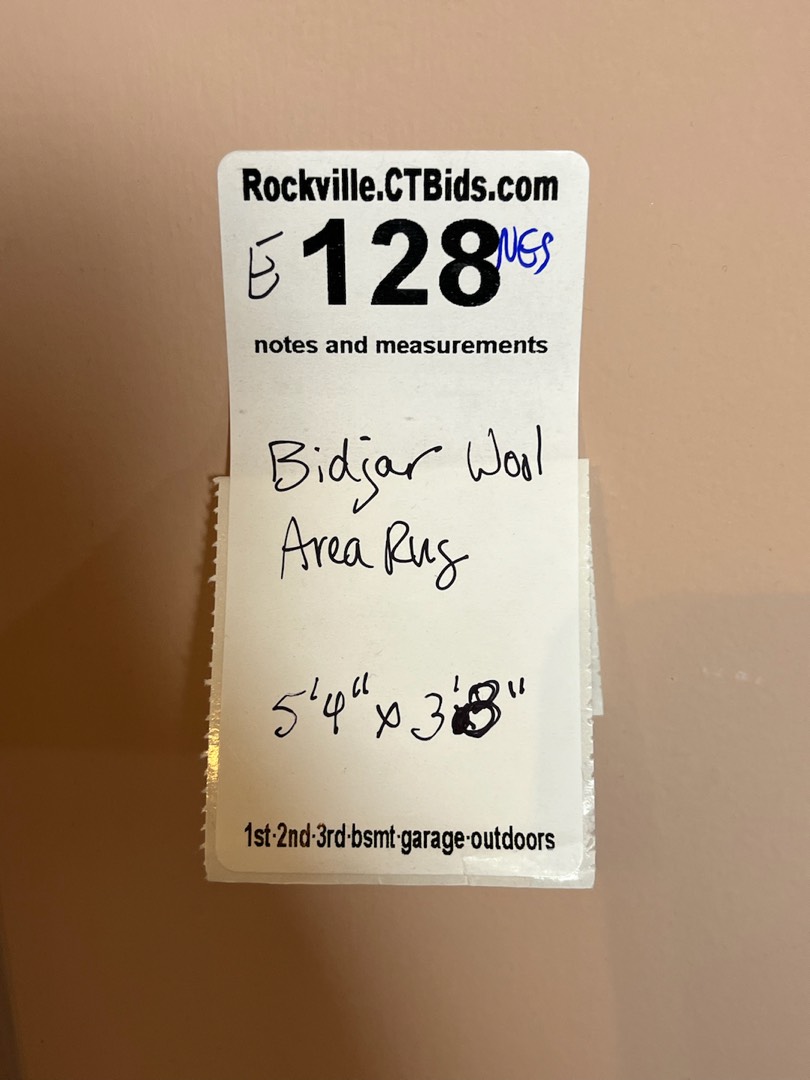 Rockville.CTBids.com
E 128 NGS
notes and measurements
Bidjar Wool
Area Rug
5'4" x 3'8"
1st·2nd·3rd·bsmt·garage·outdoors